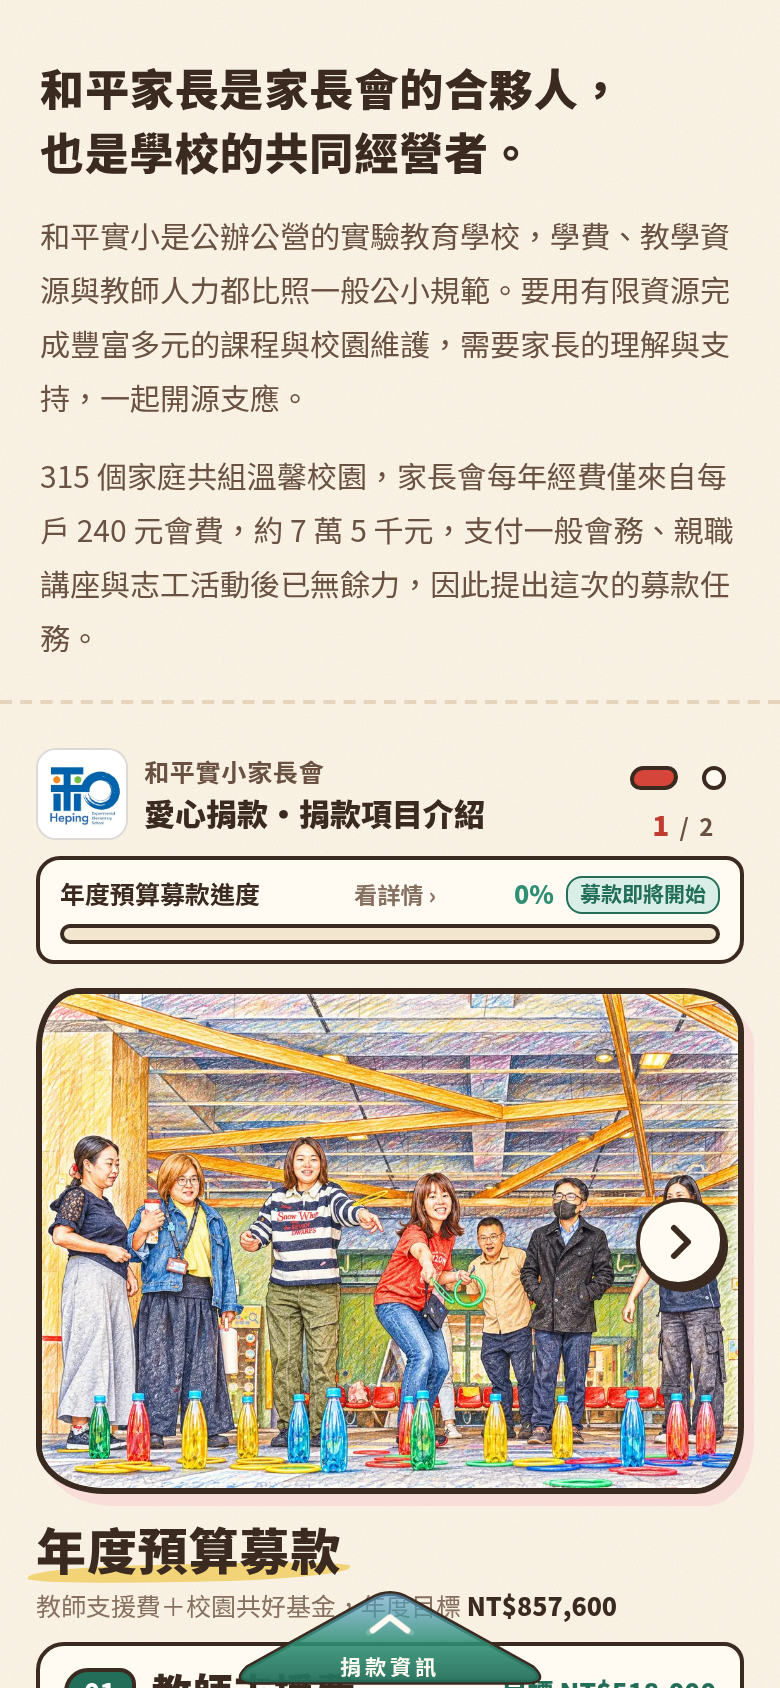 和平家長是家長會的合夥人，
也是學校的共同經營者。
和平實小是公辦公營的實驗教育學校，學費、教學資
源與教師人力都比照一般公小規範。要用有限資源完
成豐富多元的課程與校園維護，需要家長的理解與支
持，一起開源支應。
315 個家庭共組溫馨校園，家長會每年經費僅來自每
戶 240 元會費，約 7 萬 5 千元，支付一般會務、親職
講座與志工活動後已無餘力，因此提出這次的募款任
務。
Heping
Experimental
Elementary
School
和平實小家長會
愛心捐款・捐款項目介紹
1 / 2
年度預算募款進度 看詳情 › 0% 募款即將開始
Snow White
DWARFS
年度預算募款
教師支援費＋校園共好基金，年度目標 NT$857,600
捐款資訊